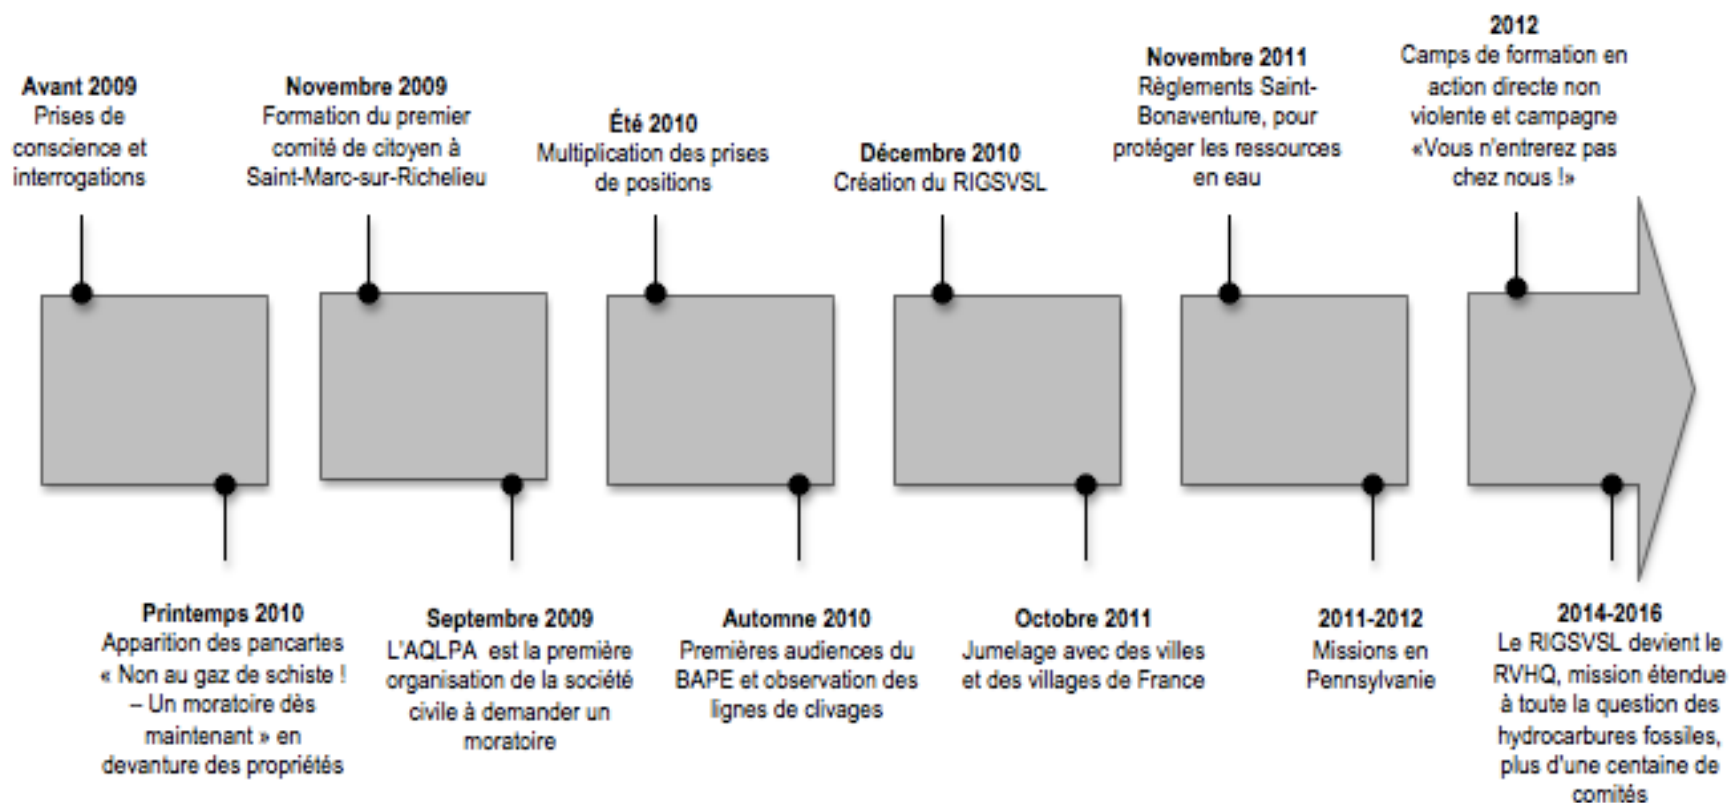 Avant 2009
Prises de
conscience et
interrogations
Novembre 2009
Formation du premier
comité de citoyen à
Saint-Marc-sur-Richelieu
Été 2010
Multiplication des prises
de positions
Décembre 2010
Création du RIGSVSL
Novembre 2011
Règlements Saint-
Bonaventure, pour
protéger les ressources
en eau
2012
Camps de formation en
action directe non
violente et campagne
«Vous n'entrerez pas
chez nous !»
Printemps 2010
Apparition des pancartes
« Non au gaz de schiste !
– Un moratoire dès
maintenant » en
devanture des propriétés
Septembre 2009
L'AQLPA est la première
organisation de la société
civile à demander un
moratoire
Automne 2010
Premières audiences du
BAPE et observation des
lignes de clivages
Octobre 2011
Jumelage avec des villes
et des villages de France
2011-2012
Missions en
Pennsylvanie
2014-2016
Le RIGSVSL devient le
RVHQ, mission étendue
à toute la question des
hydrocarbures fossiles,
plus d'une centaine de
comités